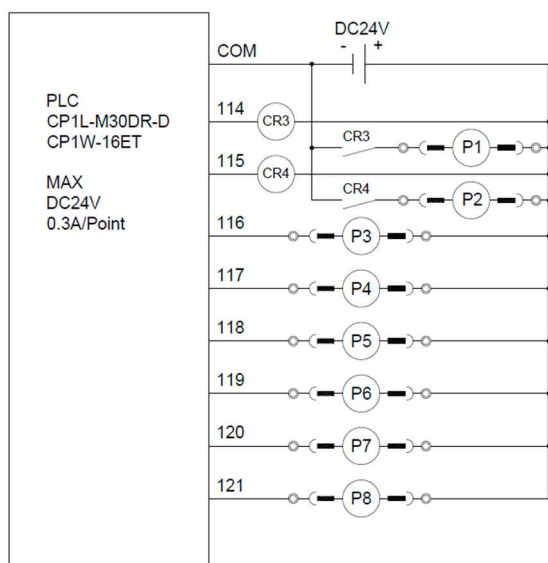 DC24V
- +
COM
PLC
CP1L-M30DR-D
CP1W-16ET
MAX
DC24V
0.3A/Point
114
CR3
CR3
P1
115
CR4
CR4
P2
116
P3
117
P4
118
P5
119
P6
120
P7
121
P8